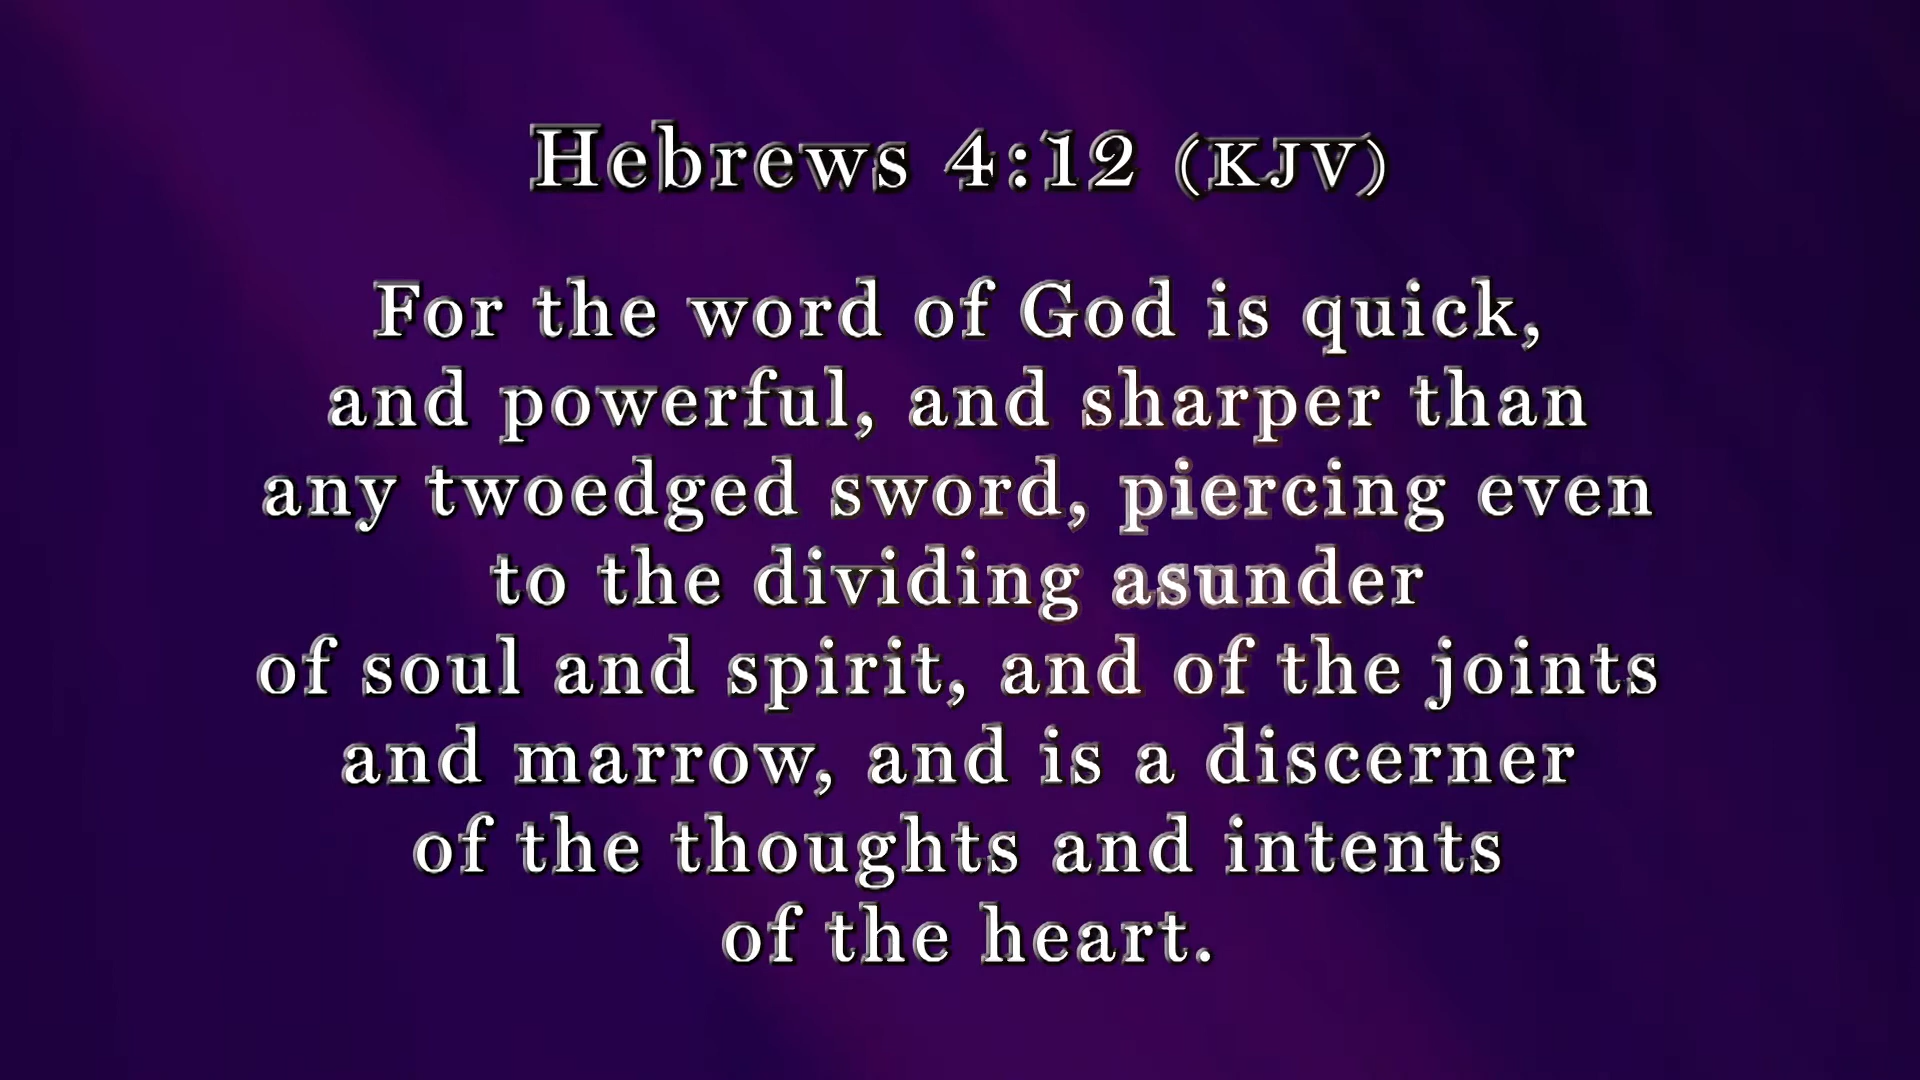 Hebrews 4:12 (KJV)
For the word of God is quick,
and powerful, and sharper than
any twoedged sword, piercing even
to the dividing asunder
of soul and spirit, and of the joints
and marrow, and is a discerner
of the thoughts and intents
of the heart.